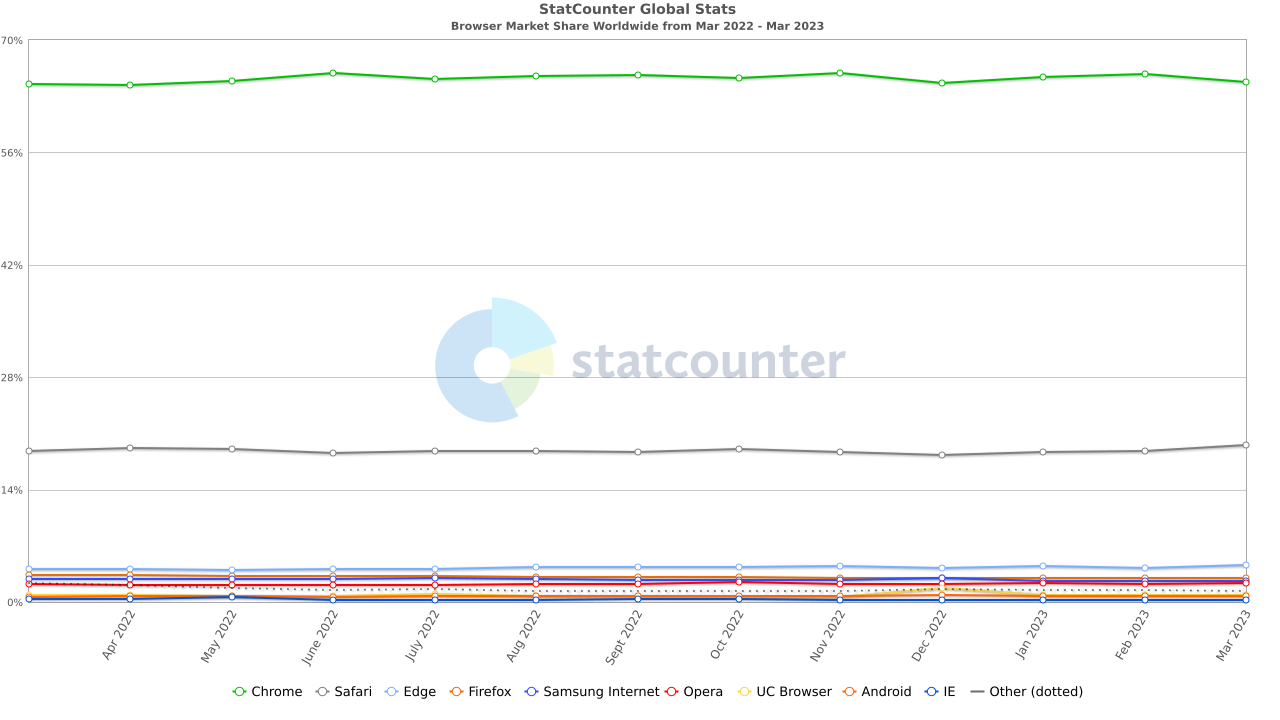 StatCounter Global Stats
Browser Market Share Worldwide from Mar 2022 - Mar 2023
70%
56%
42%
statcounter
28%
14%
0%
Apr 2022 May 2022 June 2022 July 2022 Aug 2022 Sept 2022 Oct 2022 Nov 2022 Dec 2022 Jan 2023 Feb 2023 Mar 2023
Chrome Safari Edge Firefox Samsung Internet Opera UC Browser Android IE Other (dotted)